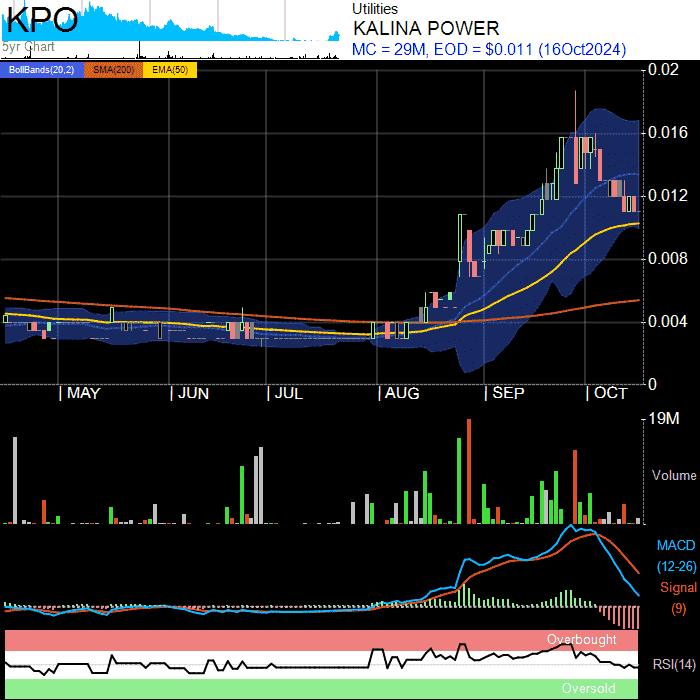 KPO
5yr Chart
Utilities
KALINA POWER
MC = 29M, EOD = $0.011 (16Oct2024)
BollBands(20,2) SMA(200) EMA(50)
0.02
0.016
0.012
0.008
0.004
0
| MAY | JUN | JUL | AUG | SEP | OCT
19M
Volume
MACD
(12-26)
Signal
(9)
Overbought
RSI(14)
Oversold